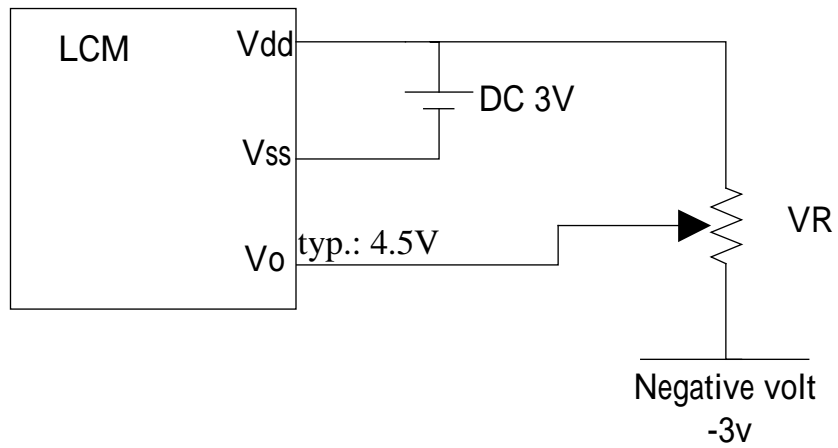 LCM
Vdd
DC 3V
Vss
VR
typ.: 4.5V
Vo
Negative volt
-3v